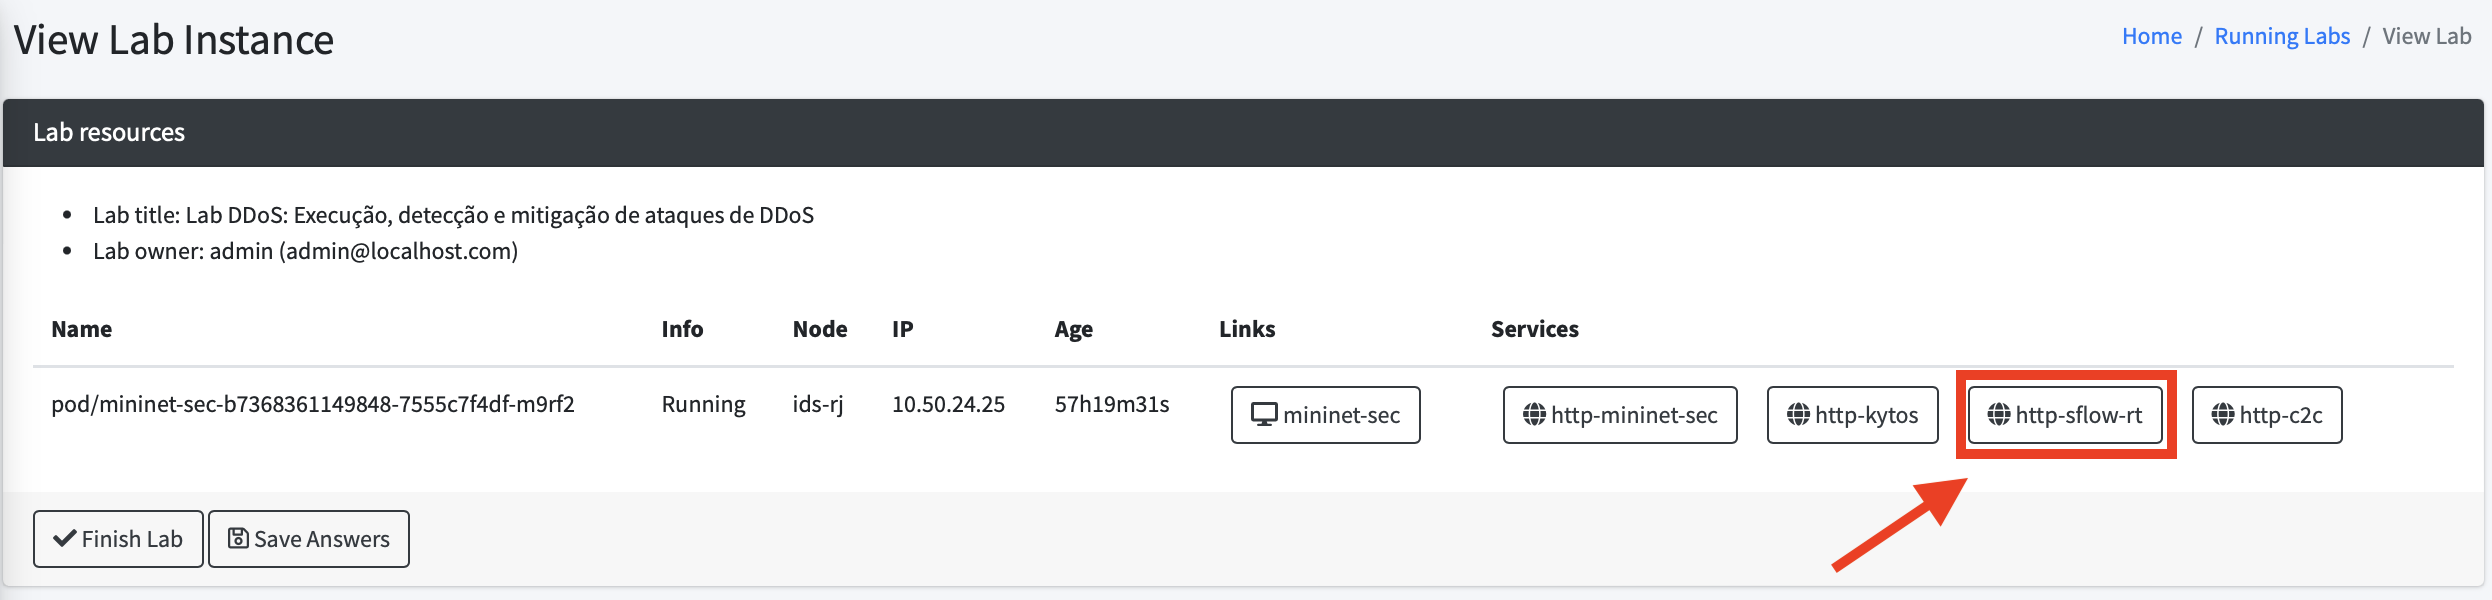 View Lab Instance
Home / Running Labs / View Lab
Lab resources
Lab title: Lab DDoS: Execução, detecção e mitigação de ataques de DDoS
Lab owner: admin (admin@localhost.com)
Name Info Node IP Age Links Services
pod/mininet-sec-b7368361149848-7555c7f4df-m9rf2 Running ids-rj 10.50.24.25 57h19m31s mininet-sec http-mininet-sec http-kytos http-sflow-rt http-c2c
Finish Lab Save Answers